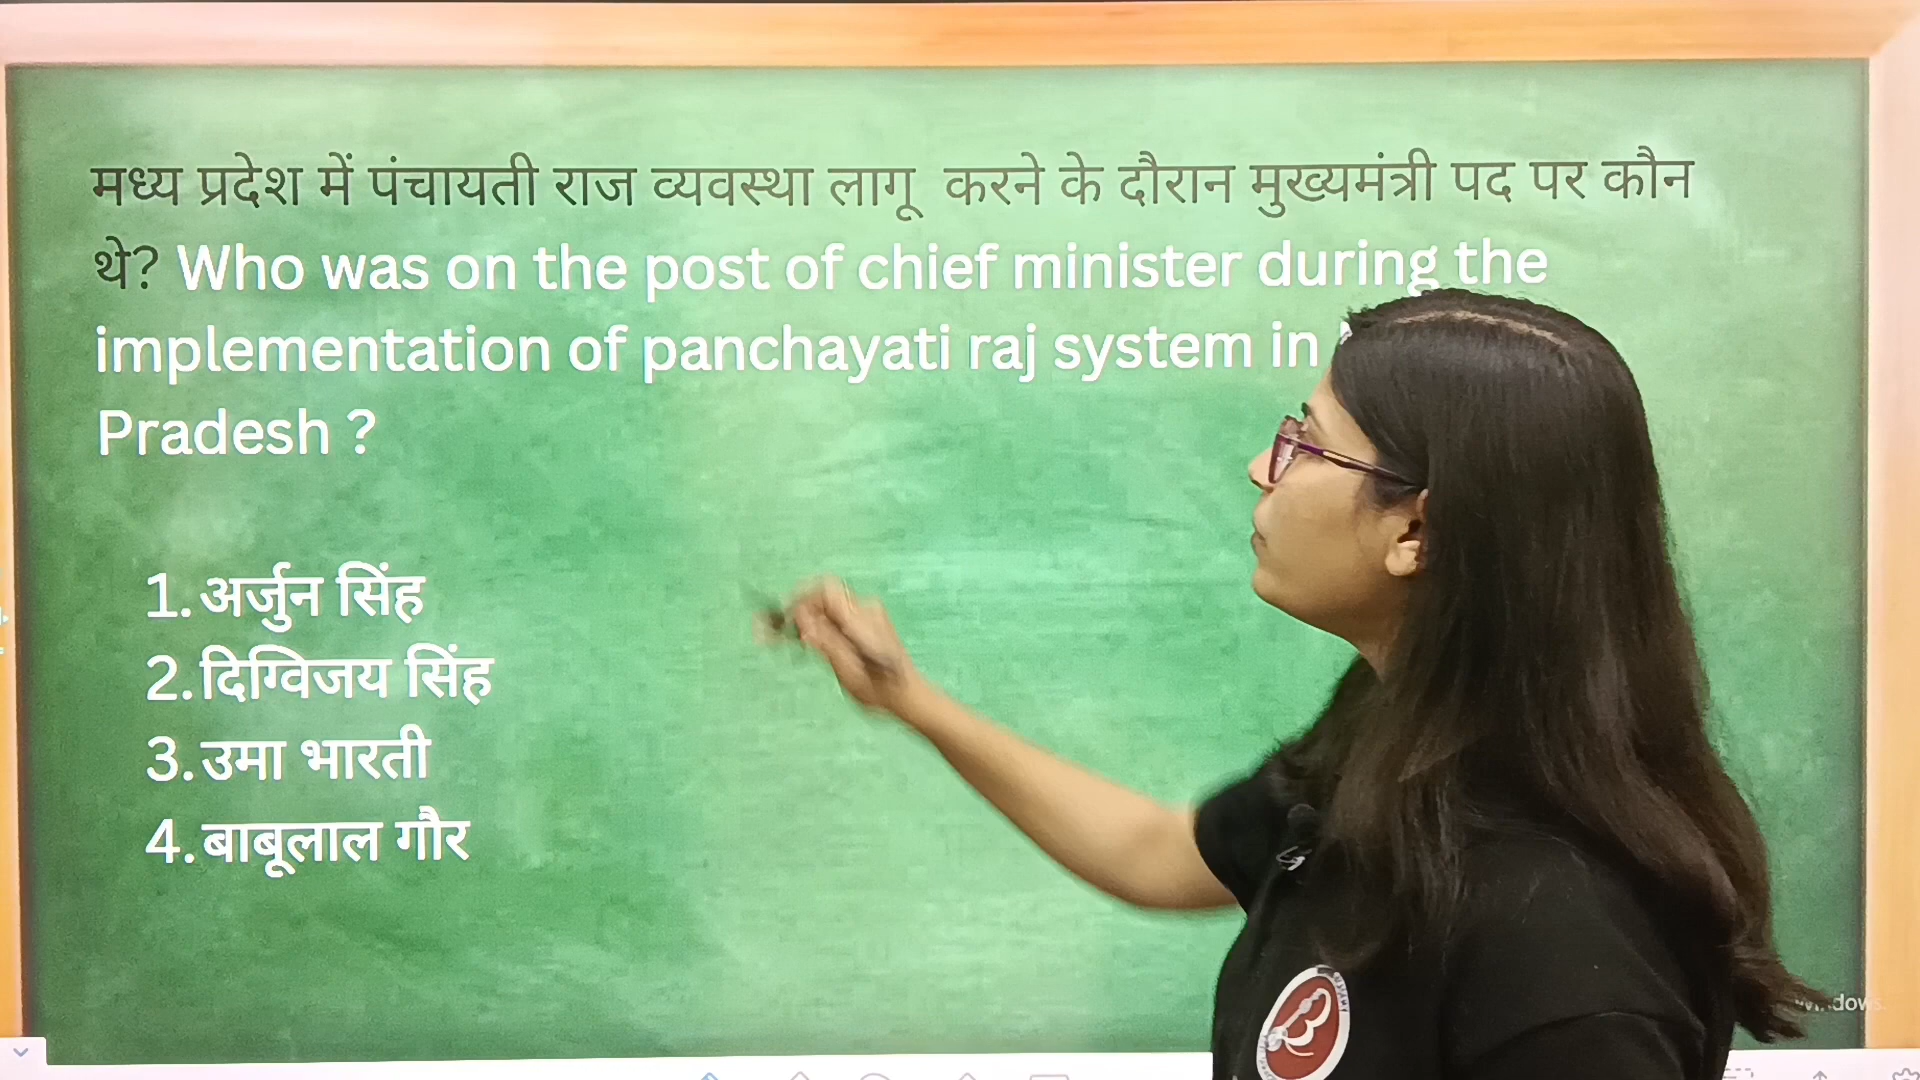 मध्य प्रदेश में पंचायती राज व्यवस्था लागू करने के दौरान मुख्यमंत्री पद पर कौन
थे? Who was on the post of chief minister during the
implementation of panchayati raj system in
Pradesh ?
1. अर्जुन सिंह
2. दिग्विजय सिंह
3. उमा भारती
4. बाबूलाल गौर